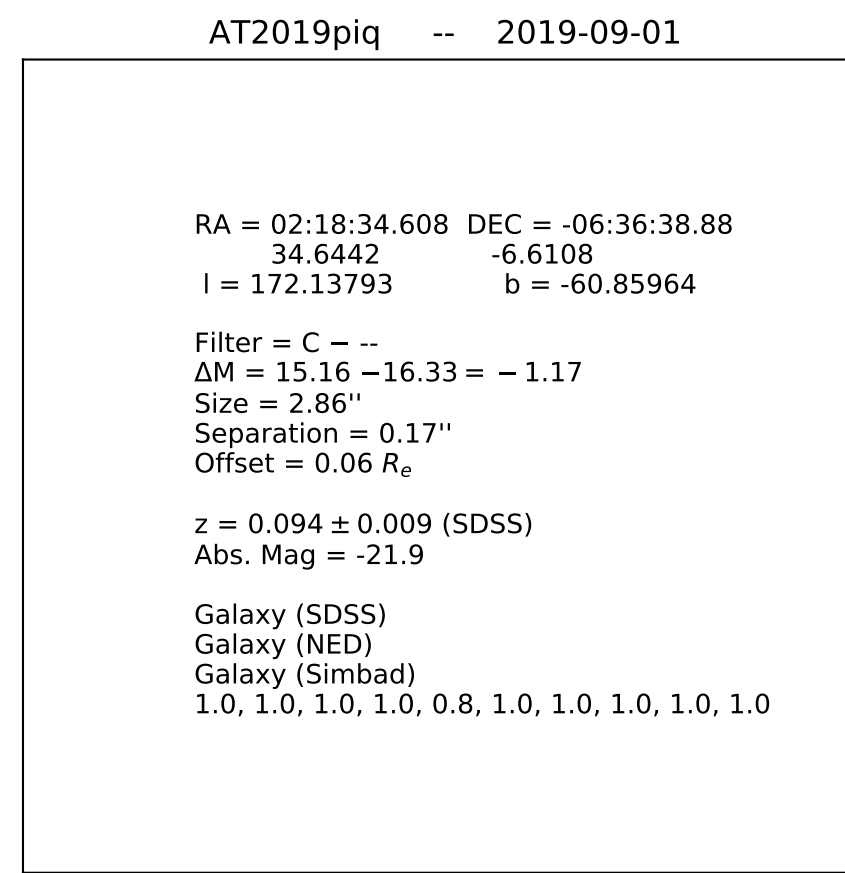 AT2019piq -- 2019-09-01
RA = 02:18:34.608 DEC = -06:36:38.88
34.6442 -6.6108
l = 172.13793 b = -60.85964
Filter = C − --
ΔM = 15.16 −16.33 = − 1.17
Size = 2.86''
Separation = 0.17''
Offset = 0.06 Rₑ
z = 0.094 ± 0.009 (SDSS)
Abs. Mag = -21.9
Galaxy (SDSS)
Galaxy (NED)
Galaxy (Simbad)
1.0, 1.0, 1.0, 1.0, 0.8, 1.0, 1.0, 1.0, 1.0, 1.0